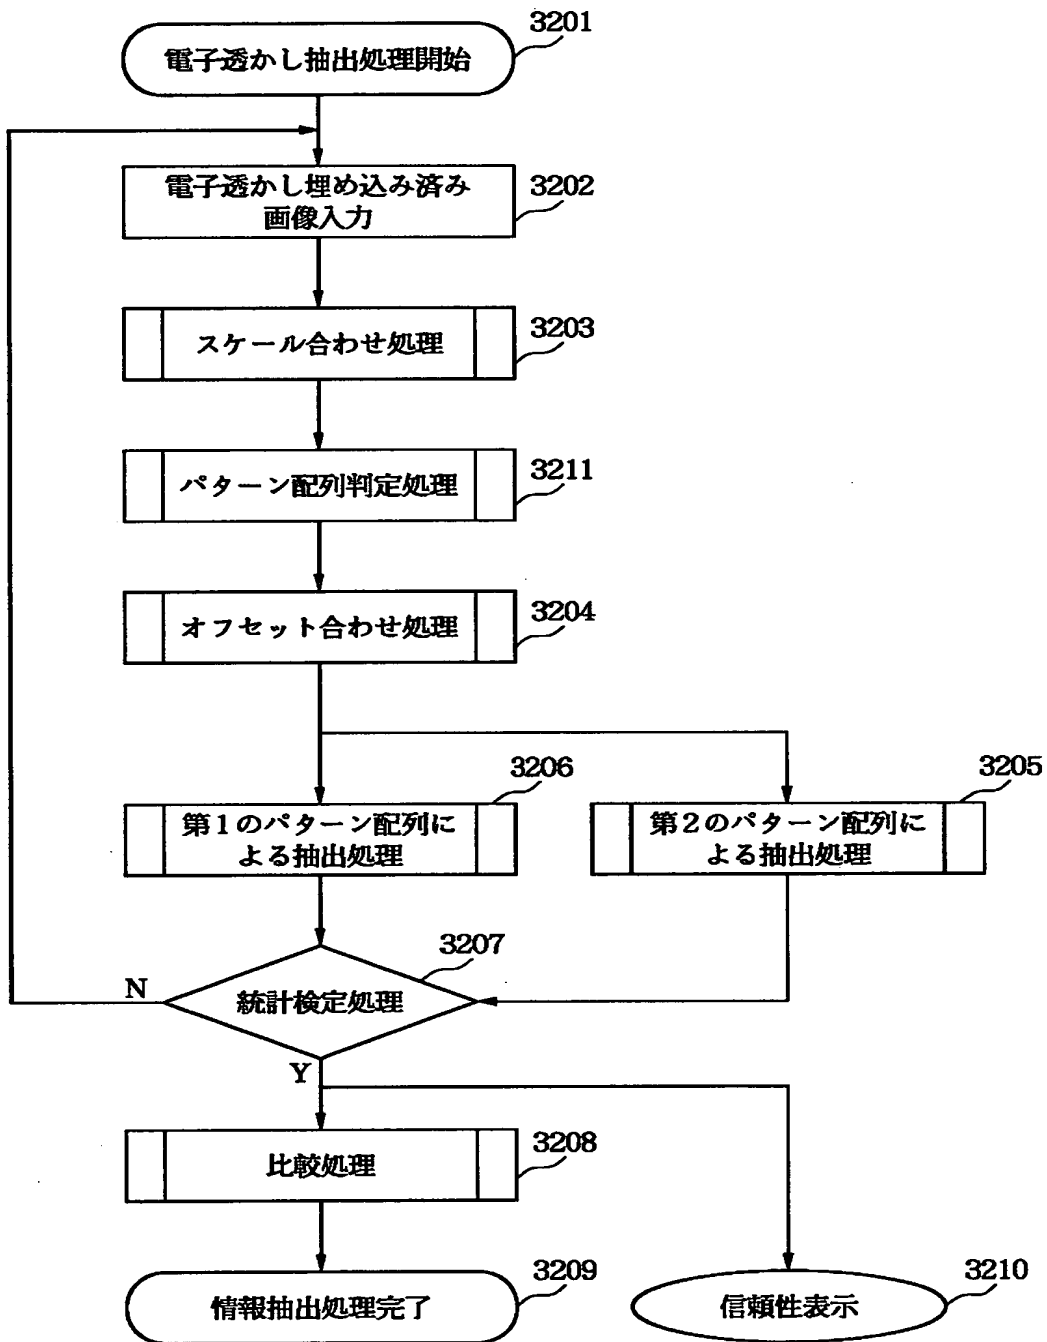 3201
電子透かし抽出処理開始
電子透かし埋め込み済み
画像入力
3202
スケール合わせ処理
3203
パターン配列判定処理
3211
オフセット合わせ処理
3204
3206
第1のパターン配列に
よる抽出処理
3205
第2のパターン配列に
よる抽出処理
3207
統計検定処理
N
Y
比較処理
3208
情報抽出処理完了
3209
信頼性表示
3210